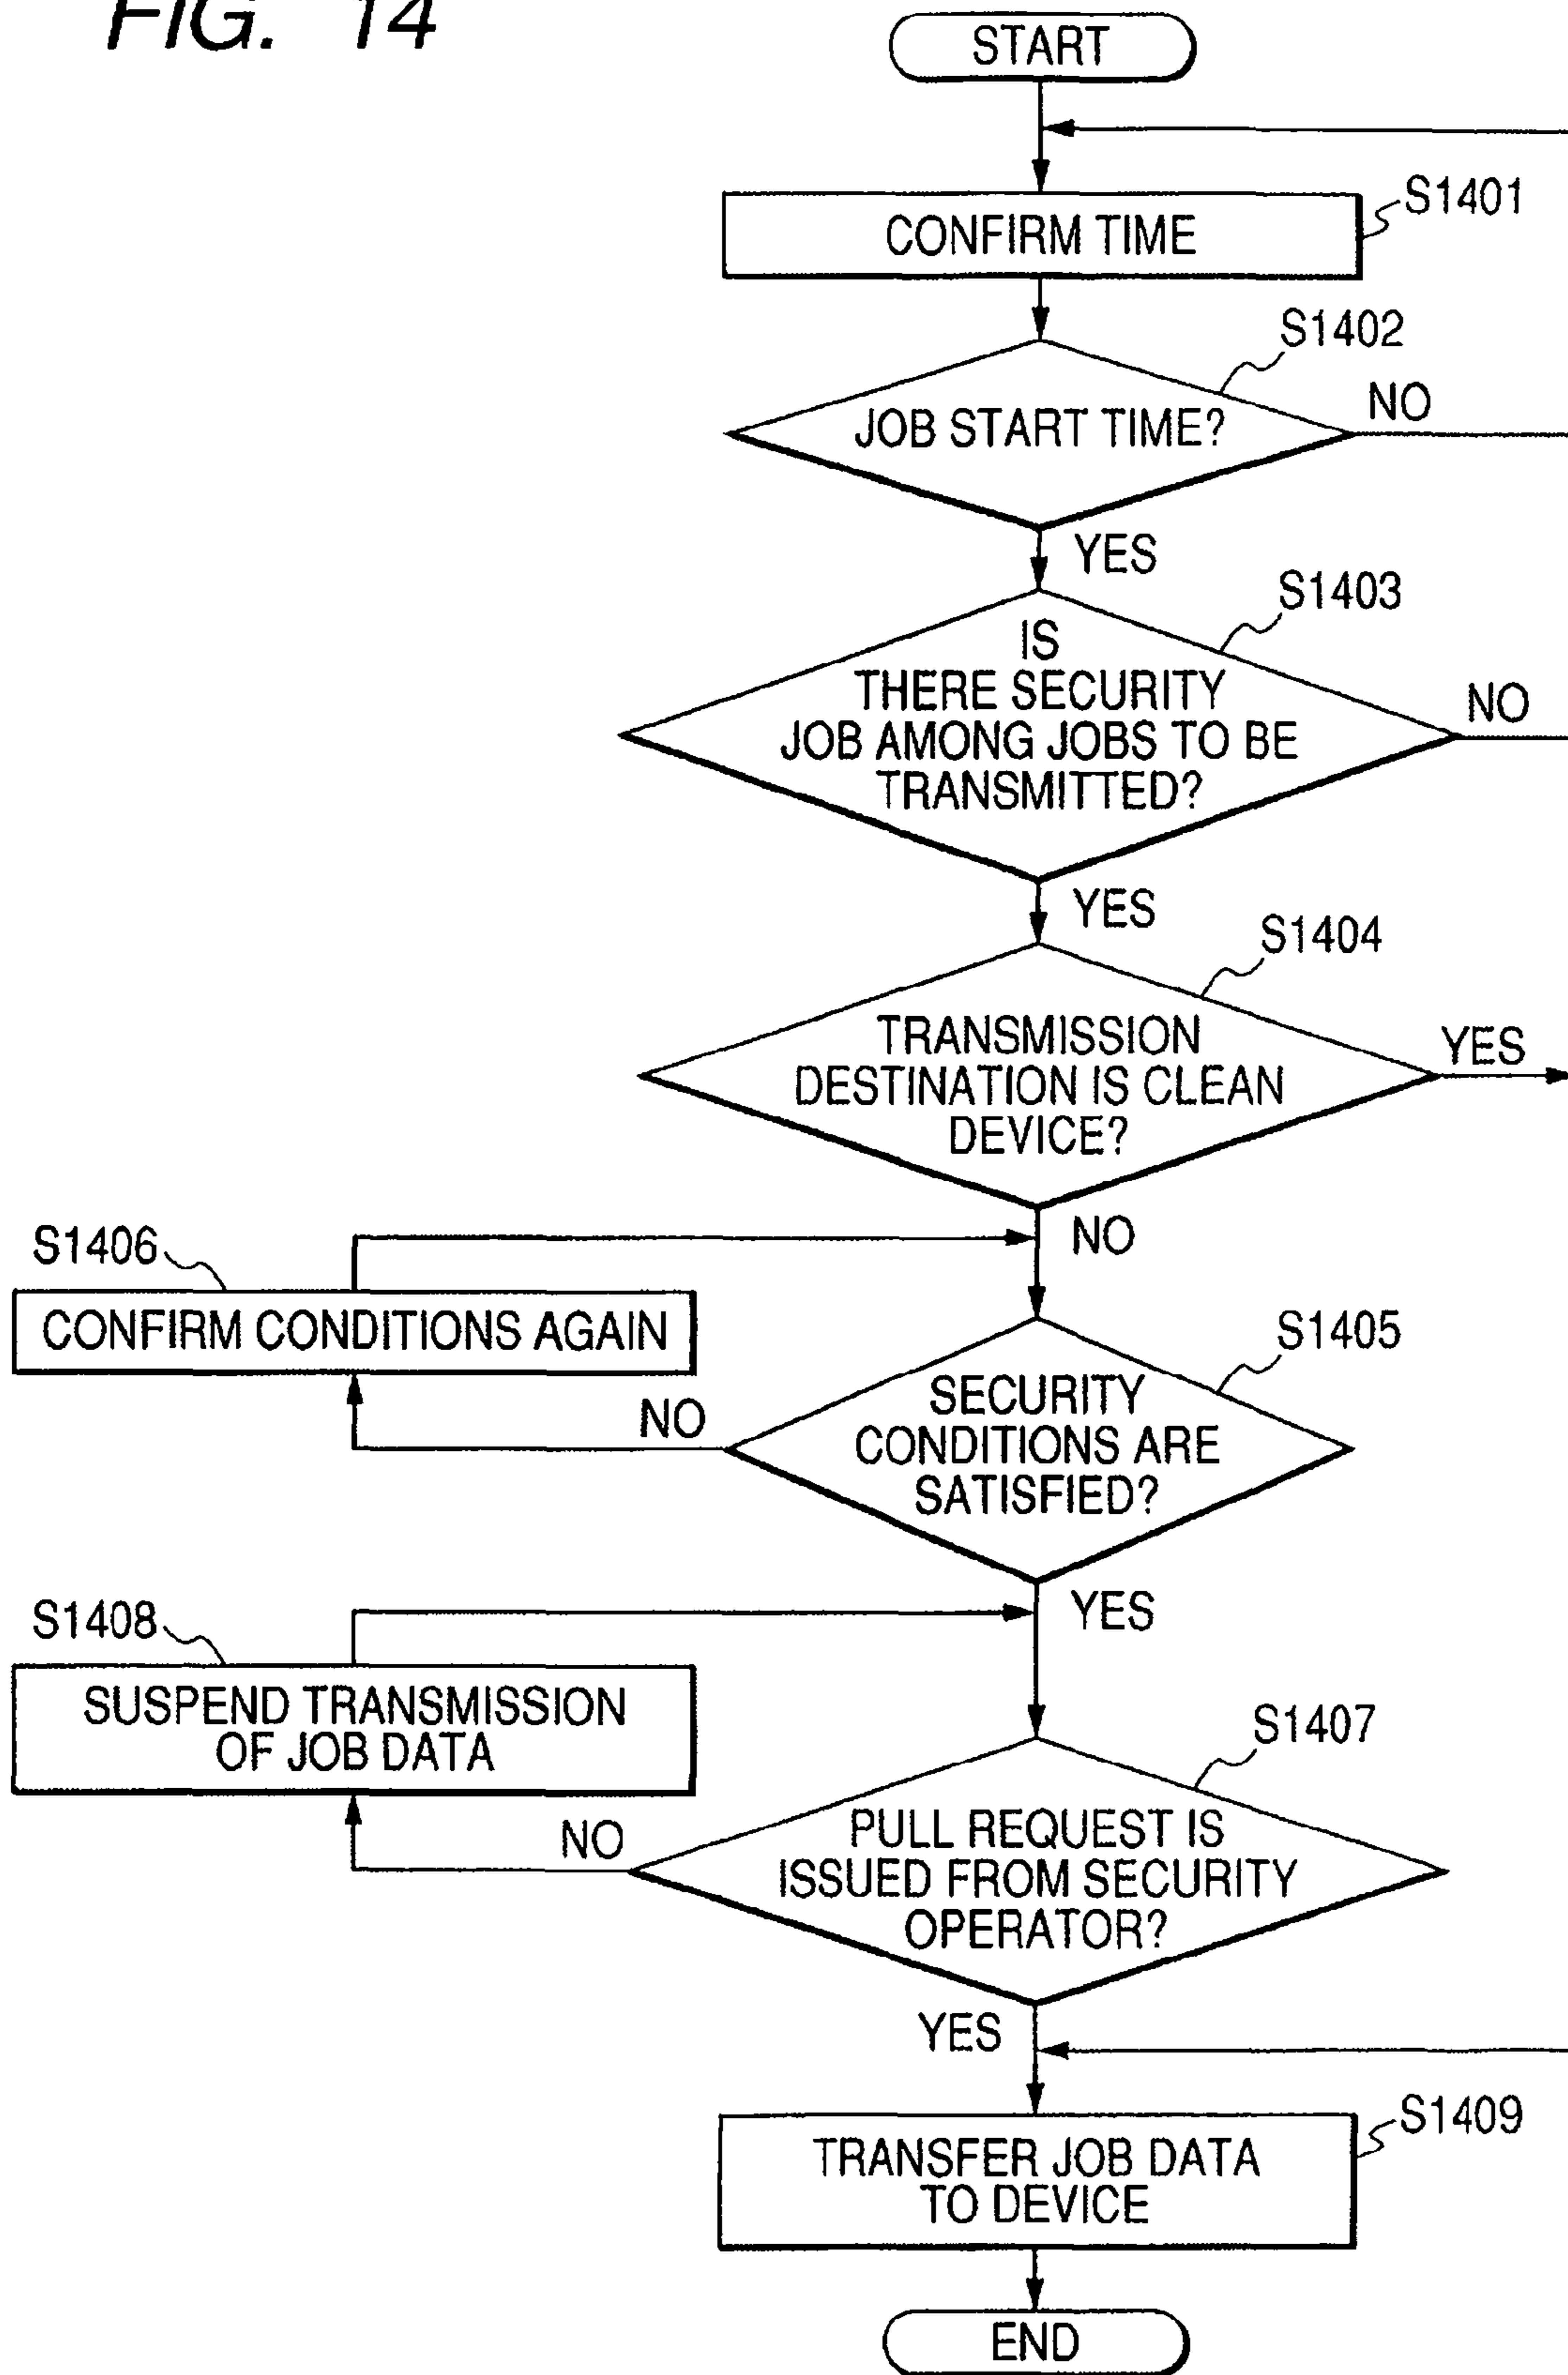 FIG. 14
START
S1401
CONFIRM TIME
S1402
JOB START TIME?
NO
YES
S1403
IS
THERE SECURITY
JOB AMONG JOBS TO BE
TRANSMITTED?
NO
YES
S1404
TRANSMISSION
DESTINATION IS CLEAN
DEVICE?
YES
NO
S1406
CONFIRM CONDITIONS AGAIN
S1405
SECURITY
CONDITIONS ARE
SATISFIED?
NO
YES
S1408
SUSPEND TRANSMISSION
OF JOB DATA
S1407
PULL REQUEST IS
ISSUED FROM SECURITY
OPERATOR?
NO
YES
S1409
TRANSFER JOB DATA
TO DEVICE
END